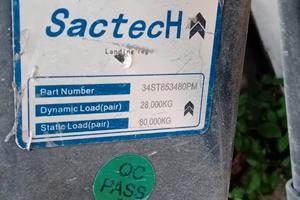 SactecH
Landing leg
Part Number 34ST853480PM
Dynamic Load(pair) 28,000KG
Static Load(pair) 80,000KG
QC
PASS